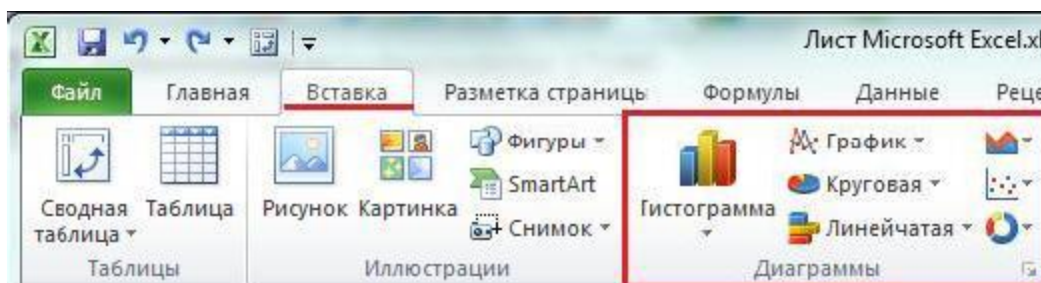 Лист Microsoft Excel.xl
Файл Главная Вставка Разметка страницы Формулы Данные Реце
Сводная таблица
Таблица
Рисунок
Картинка
Фигуры
SmartArt
Снимок
Гистограмма
График
Круговая
Линейчатая
Таблицы Иллюстрации Диаграммы